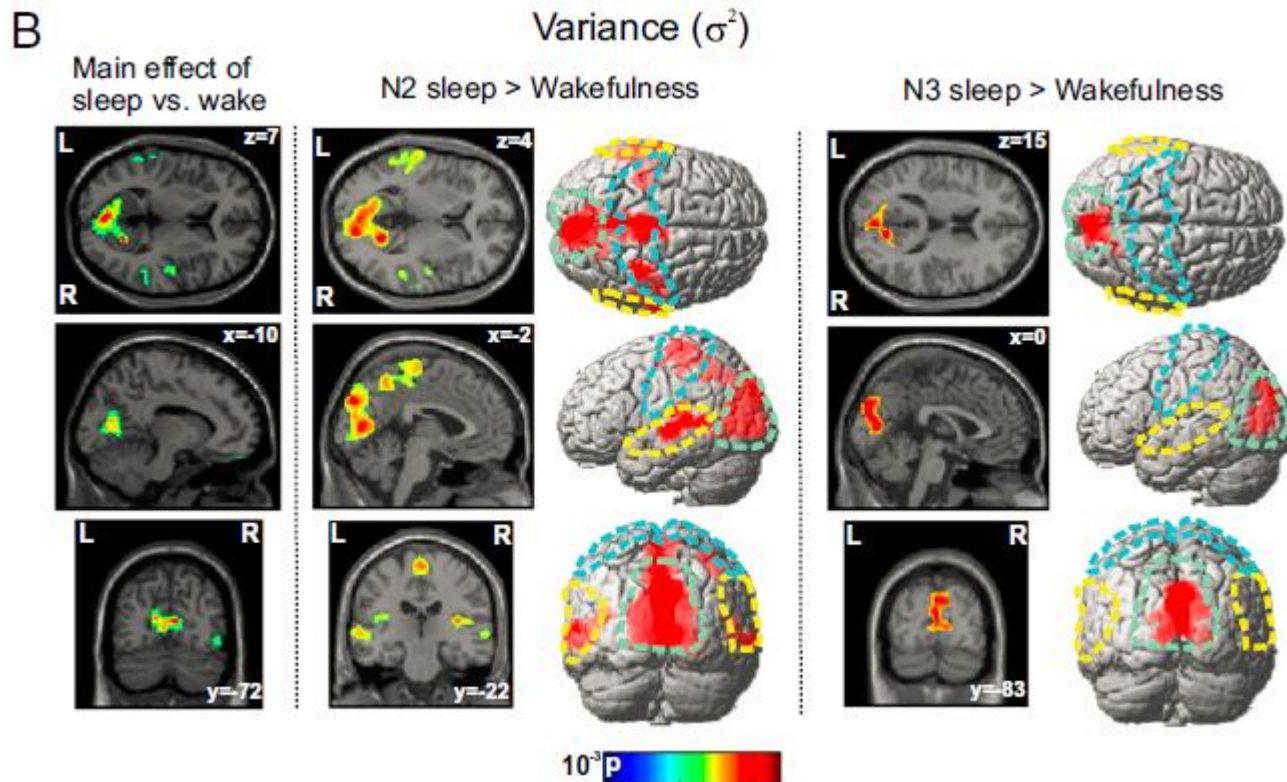 B
Variance (σ²)
Main effect of
sleep vs. wake
N2 sleep > Wakefulness
N3 sleep > Wakefulness
L
z=7
R
L
z=4
R
L
z=15
R
x=-10
x=-2
x=0
L R
y=-72
L R
y=-22
L R
y=-83
10⁻³ p